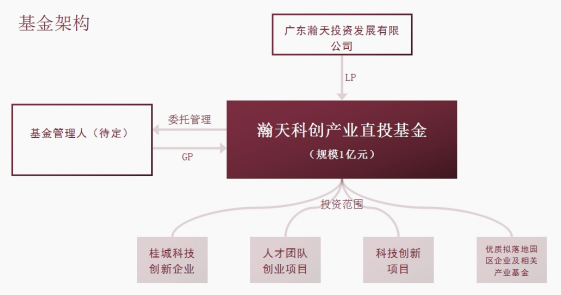 基金架构
广东瀚天投资发展有限
公司
LP
基金管理人（待定）
委托管理
GP
瀚天科创产业直投基金
（规模1亿元）
投资范围
桂城科技
创新企业
人才团队
创业项目
科技创新
项目
优质拟落地园
区企业及相关
产业基金